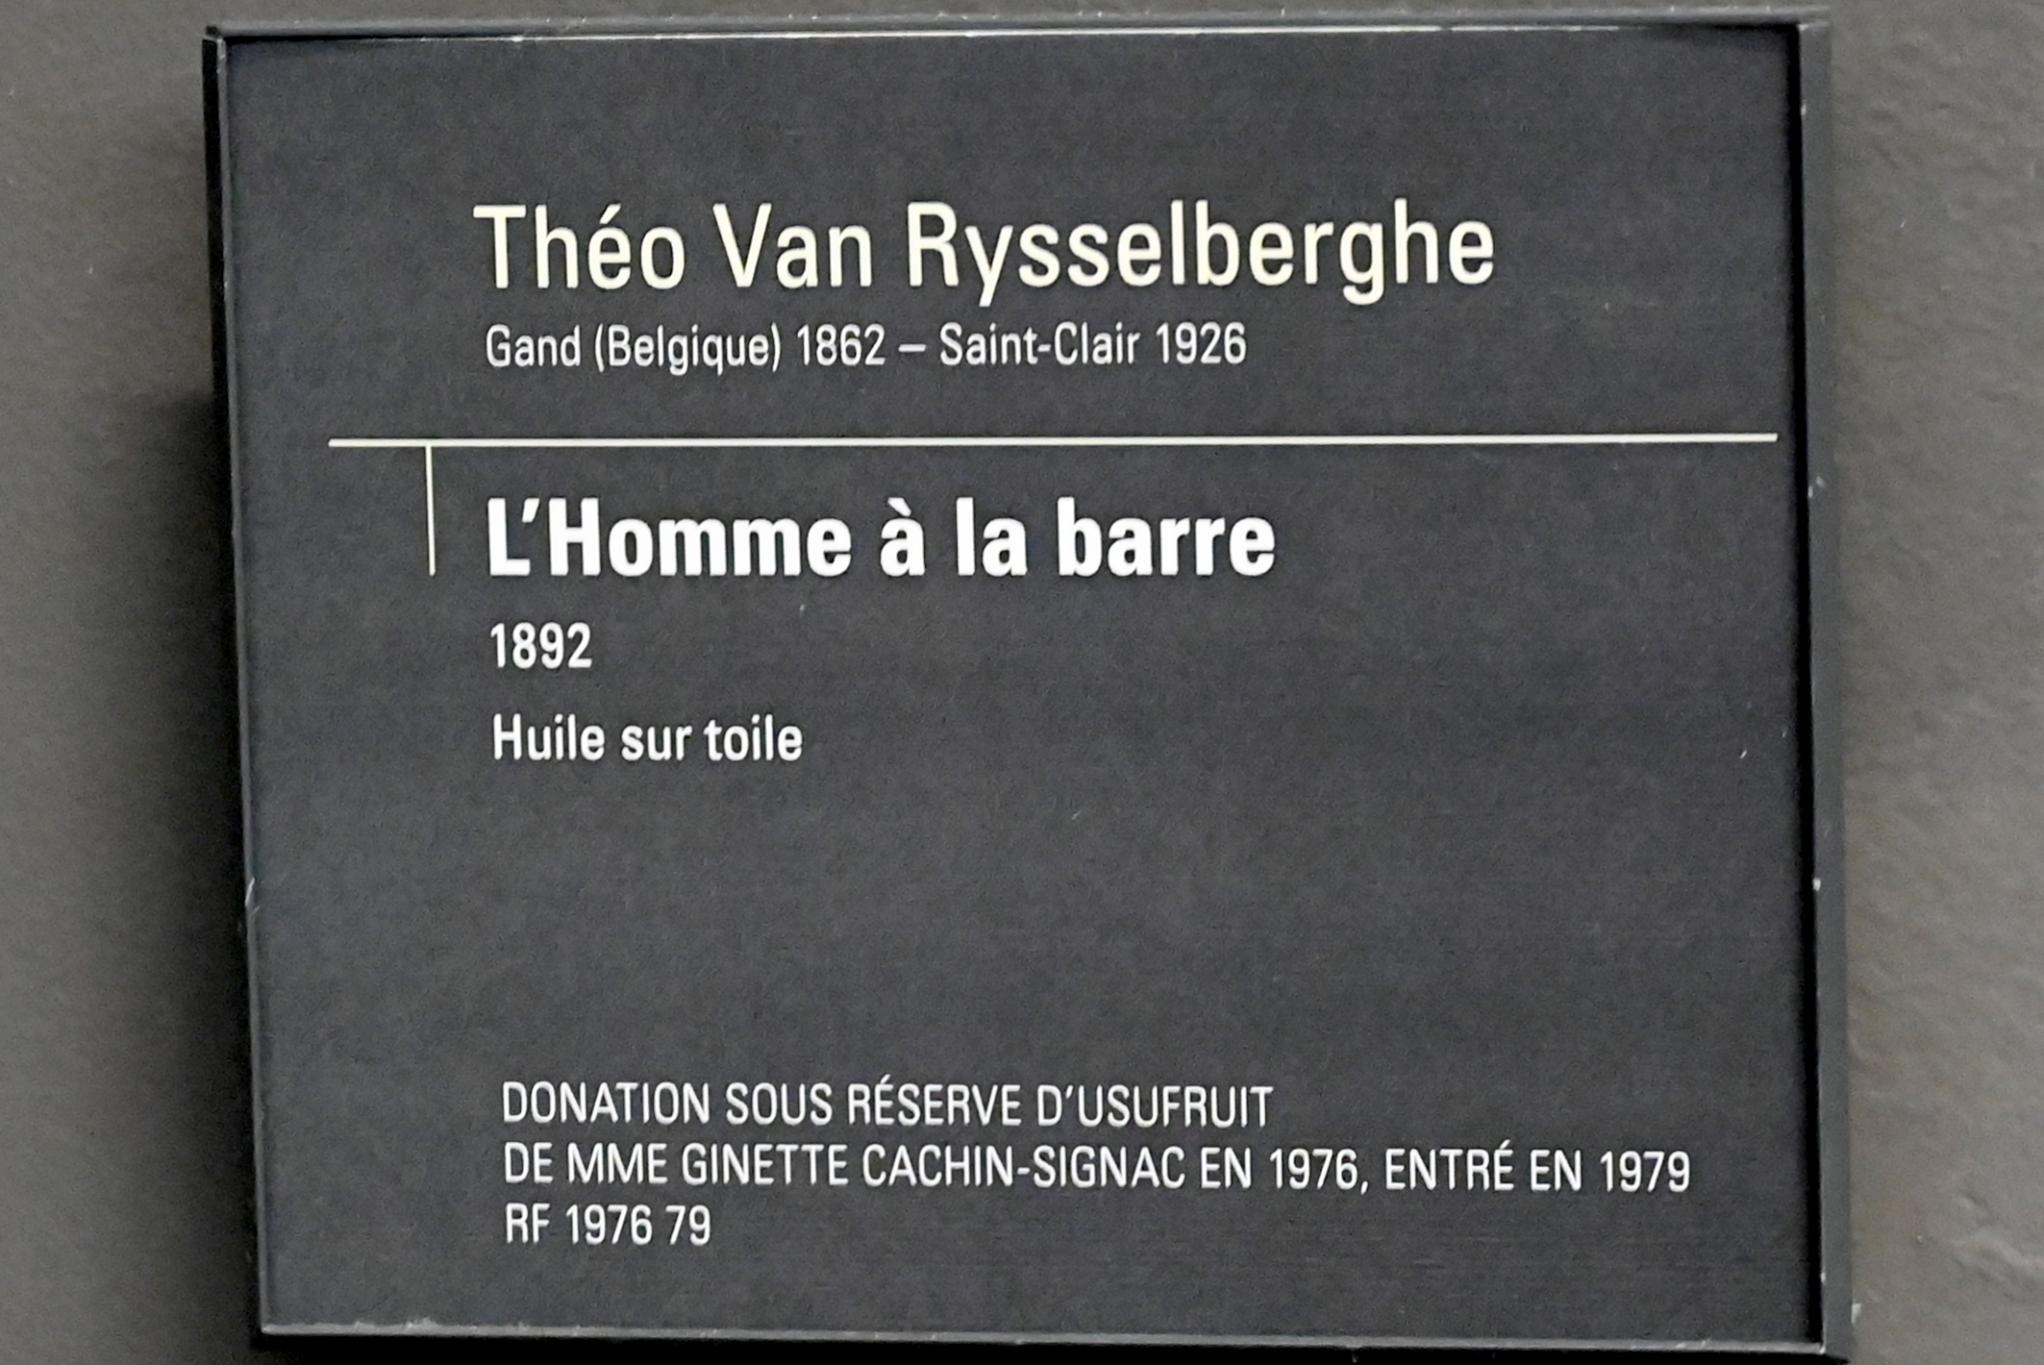 Théo Van Rysselberghe
Gand (Belgique) 1862 – Saint-Clair 1926
L'Homme à la barre
1892
Huile sur toile
DONATION SOUS RÉSERVE D'USUFRUIT
DE MME GINETTE CACHIN-SIGNAC EN 1976, ENTRÉ EN 1979
RF 1976 79